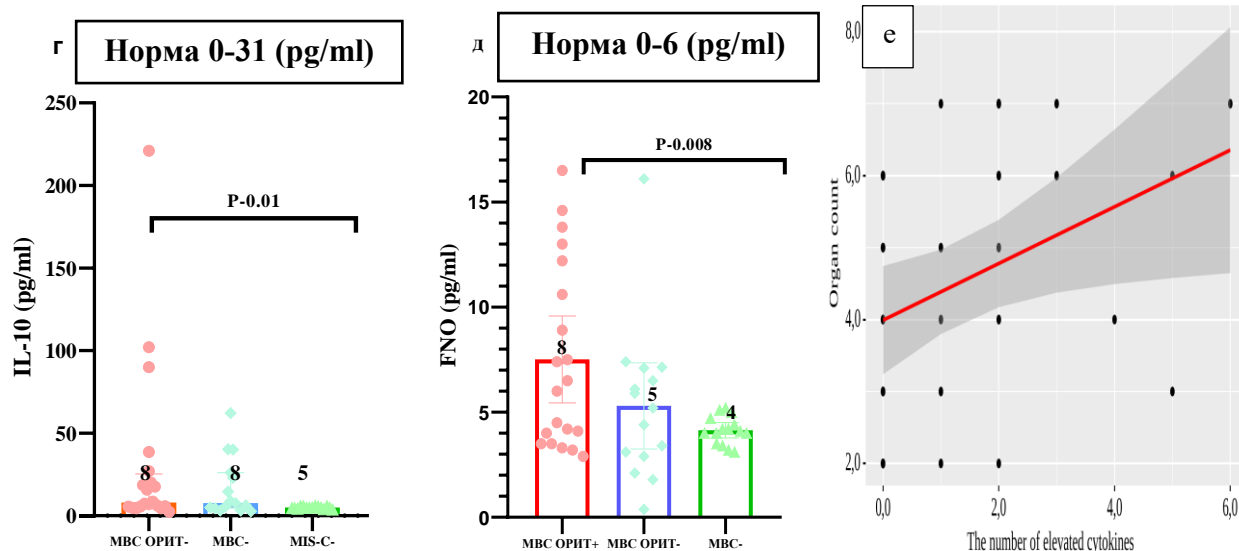 г
Норма 0-31 (pg/ml)
IL-10 (pg/ml)
250
200
150
100
50
0
P-0.01
8
8
5
МВС ОРИТ-
МВС-
MIS-C-
д
Норма 0-6 (pg/ml)
FNO (pg/ml)
20
15
10
5
0
P-0.008
8
5
4
МВС ОРИТ+
МВС ОРИТ-
МВС-
е
Organ count
8,0
6,0
4,0
2,0
0,0
2,0
4,0
6,0
The number of elevated cytokines